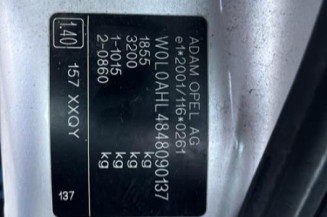 ADAM OPEL AG
e1*2001/116*0261
W0L0AHL4848090137
1855 kg
3200 kg
1-1015 kg
2-0860 kg
1.40
157 XXQY
137